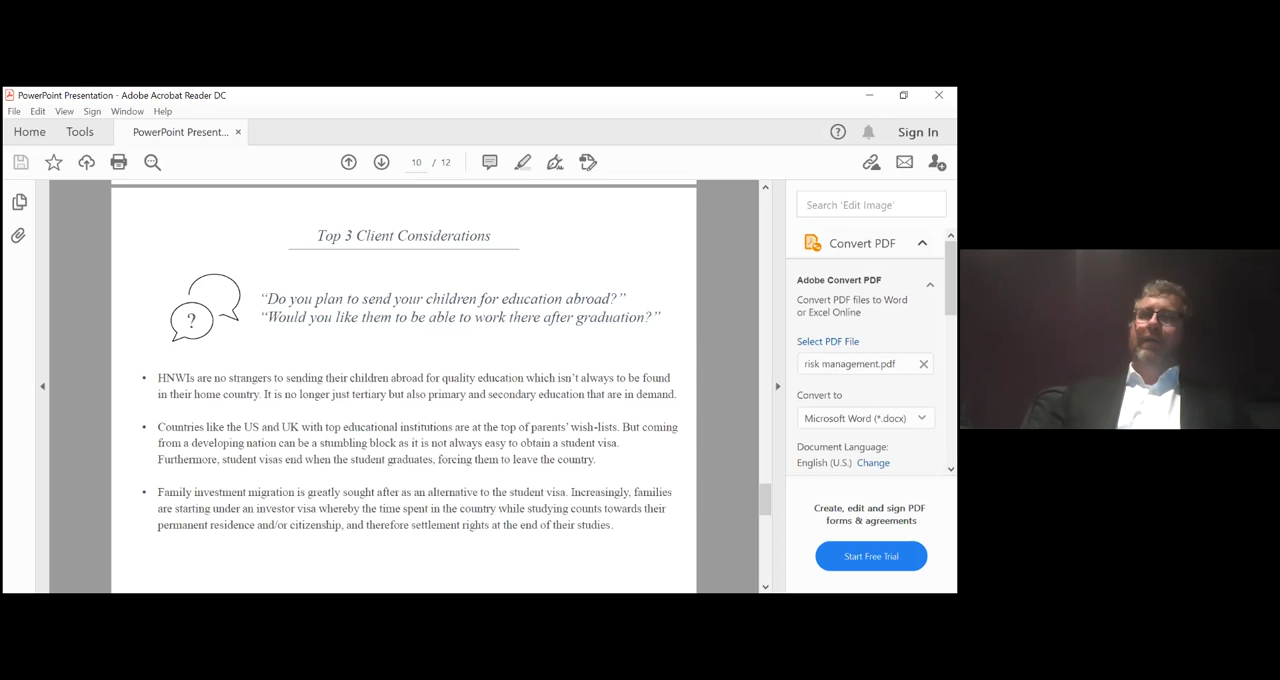 PowerPoint Presentation - Adobe Acrobat Reader DC
File Edit View Sign Window Help
Home Tools PowerPoint Present... × Sign In
10 / 12
Top 3 Client Considerations
?
“Do you plan to send your children for education abroad?”
“Would you like them to be able to work there after graduation?”
• HNWIs are no strangers to sending their children abroad for quality education which isn’t always to be found
in their home country. It is no longer just tertiary but also primary and secondary education that are in demand.
• Countries like the US and UK with top educational institutions are at the top of parents’ wish-lists. But coming
from a developing nation can be a stumbling block as it is not always easy to obtain a student visa.
Furthermore, student visas end when the student graduates, forcing them to leave the country.
• Family investment migration is greatly sought after as an alternative to the student visa. Increasingly, families
are starting under an investor visa whereby the time spent in the country while studying counts towards their
permanent residence and/or citizenship, and therefore settlement rights at the end of their studies.
Search 'Edit Image'
Convert PDF
Adobe Convert PDF
Convert PDF files to Word
or Excel Online
Select PDF File
risk management.pdf
Convert to
Microsoft Word (*.docx)
Document Language:
English (U.S.) Change
Create, edit and sign PDF
forms & agreements
Start Free Trial